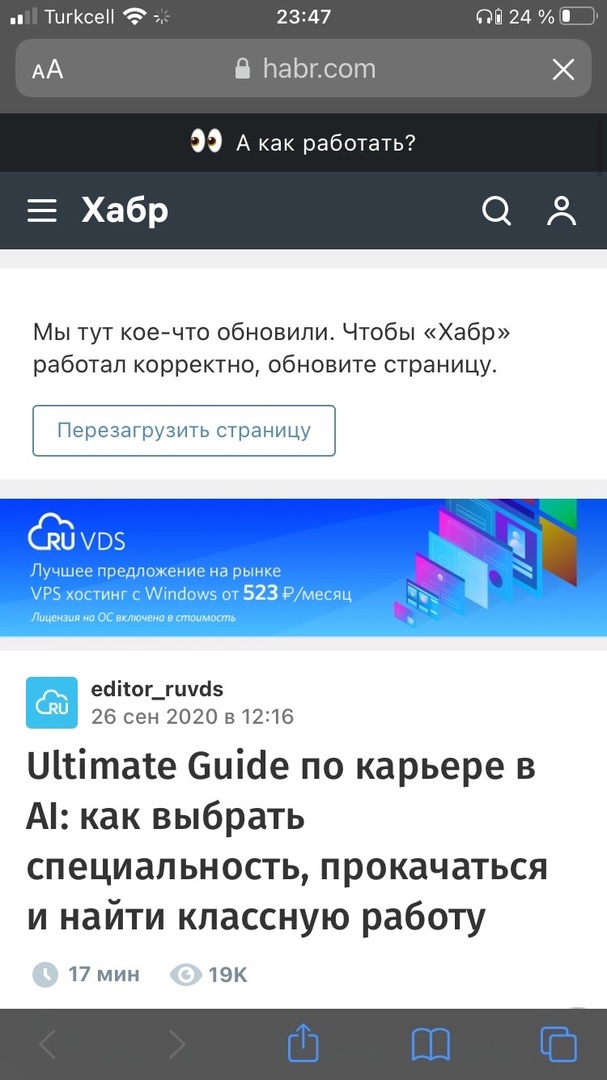 Turkcell 23:47 24 %
AA habr.com
А как работать?
Хабр
Мы тут кое-что обновили. Чтобы «Хабр»
работал корректно, обновите страницу.
Перезагрузить страницу
RUVDS
Лучшее предложение на рынке
VPS хостинг с Windows от 523 ₽/месяц
Лицензия на ОС включена в стоимость
RU
editor_ruvds
26 сен 2020 в 12:16
Ultimate Guide по карьере в
AI: как выбрать
специальность, прокачаться
и найти классную работу
17 мин 19K